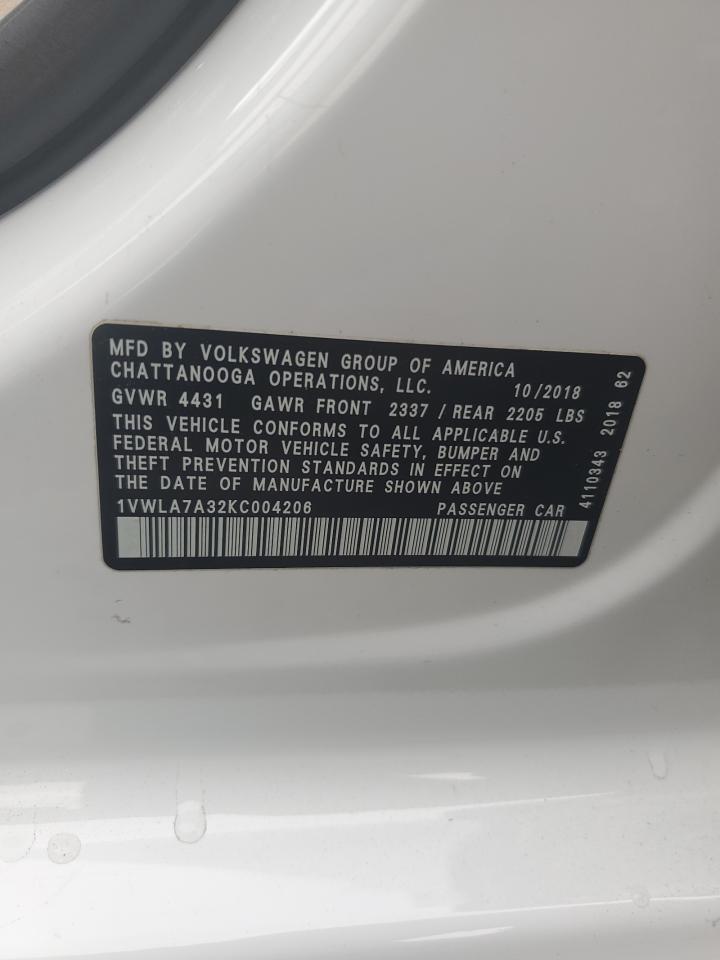 MFD BY VOLKSWAGEN GROUP OF AMERICA
CHATTANOOGA OPERATIONS, LLC. 10/2018
GVWR 4431 GAWR FRONT 2337 / REAR 2205 LBS
THIS VEHICLE CONFORMS TO ALL APPLICABLE U.S.
FEDERAL MOTOR VEHICLE SAFETY, BUMPER AND
THEFT PREVENTION STANDARDS IN EFFECT ON
THE DATE OF MANUFACTURE SHOWN ABOVE
1VWLA7A32KC004206 PASSENGER CAR
4110343 2018 62